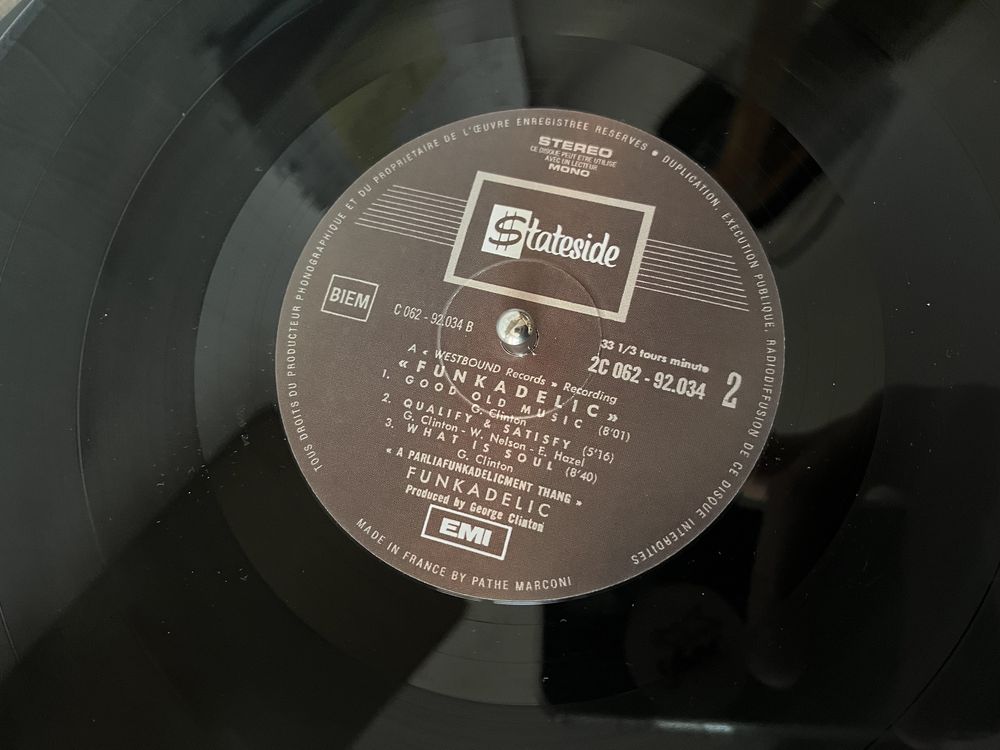 TOUS DROITS DU PRODUCTEUR PHONOGRAPHIQUE ET DU PROPRIETAIRE DE L'ŒUVRE ENREGISTREE RESERVES • DUPLICATION, EXECUTION PUBLIQUE, RADIODIFFUSION DE CE DISQUE INTERDITES
STEREO
CE DISQUE PEUT ETRE UTILISE
AVEC UN LECTEUR
MONO
$tateside
BIEM
C 062 - 92.034 B
33 1/3 tours minute
2C 062 - 92.034
2
A « WESTBOUND Records » Recording
« FUNKADELIC »
1. GOOD OLD MUSIC (8'01)
G. Clinton
2. QUALIFY & SATISFY (5'16)
G. Clinton - W. Nelson - E. Hazel
3. WHAT IS SOUL (8'40)
G. Clinton
« A PARLIAFUNKADELICMENT THANG »
FUNKADELIC
Produced by George Clinton
EMI
MADE IN FRANCE BY PATHE MARCONI